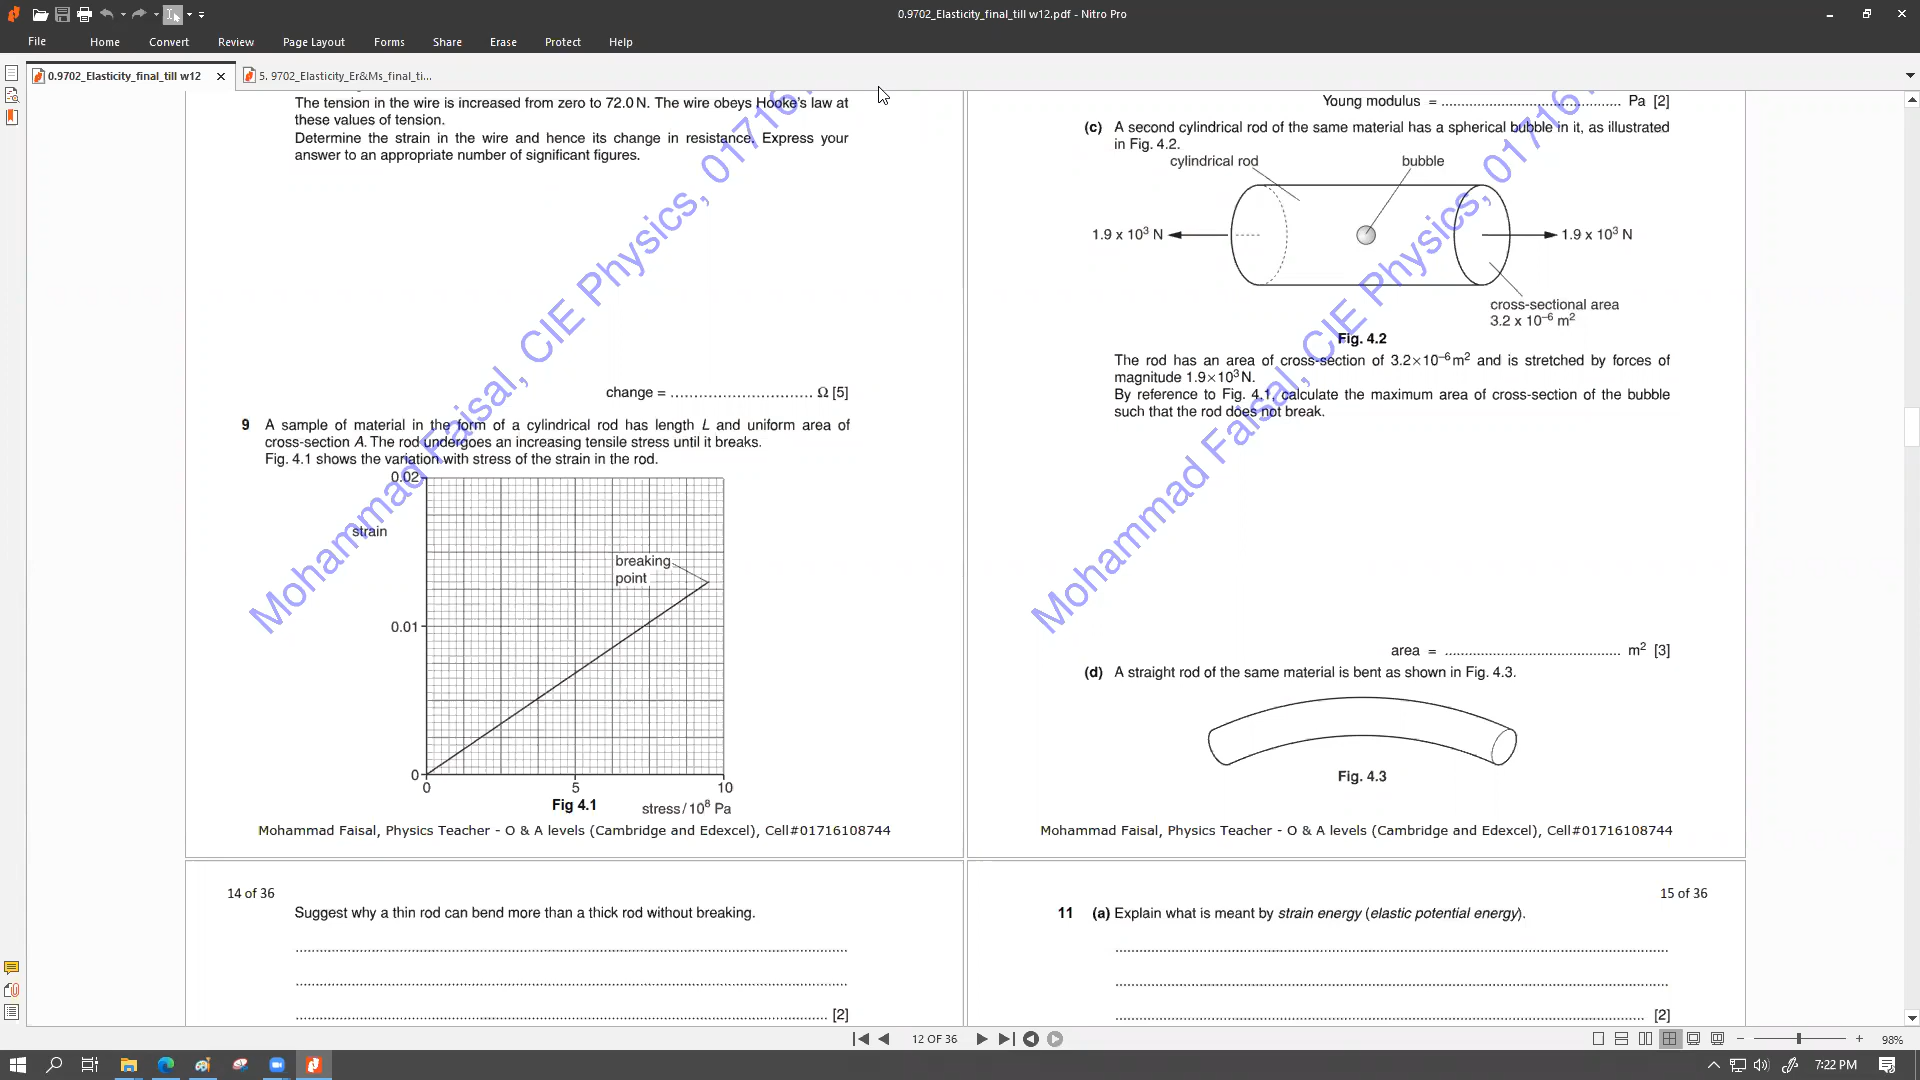 0.9702_Elasticity_final_till w12.pdf - Nitro Pro
File Home Convert Review Page Layout Forms Share Erase Protect Help
0.9702_Elasticity_final_till w12
5. 9702_Elasticity_Er&Ms_final_ti...
The tension in the wire is increased from zero to 72.0 N. The wire obeys Hooke's law at
these values of tension.
Determine the strain in the wire and hence its change in resistance. Express your
answer to an appropriate number of significant figures.
change = .............................. Ω [5]
9 A sample of material in the form of a cylindrical rod has length L and uniform area of
cross-section A. The rod undergoes an increasing tensile stress until it breaks.
Fig. 4.1 shows the variation with stress of the strain in the rod.
0.02
strain
breaking
point
0.01
0
0 5 10
Fig 4.1
stress / 10⁸ Pa
Mohammad Faisal, CIE Physics, 01716
Mohammad Faisal, Physics Teacher - O & A levels (Cambridge and Edexcel), Cell#01716108744
Young modulus = ............................................ Pa [2]
(c) A second cylindrical rod of the same material has a spherical bubble in it, as illustrated
in Fig. 4.2.
cylindrical rod
bubble
1.9 x 10³ N
1.9 x 10³ N
cross-sectional area
3.2 x 10⁻⁶ m²
Fig. 4.2
The rod has an area of cross-section of 3.2×10⁻⁶ m² and is stretched by forces of
magnitude 1.9×10³ N.
By reference to Fig. 4.1, calculate the maximum area of cross-section of the bubble
such that the rod does not break.
area = ............................................ m² [3]
(d) A straight rod of the same material is bent as shown in Fig. 4.3.
Fig. 4.3
Mohammad Faisal, CIE Physics, 01716
Mohammad Faisal, Physics Teacher - O & A levels (Cambridge and Edexcel), Cell#01716108744
14 of 36
Suggest why a thin rod can bend more than a thick rod without breaking.
[2]
15 of 36
11 (a) Explain what is meant by strain energy (elastic potential energy).
[2]
12 OF 36
98%
7:22 PM